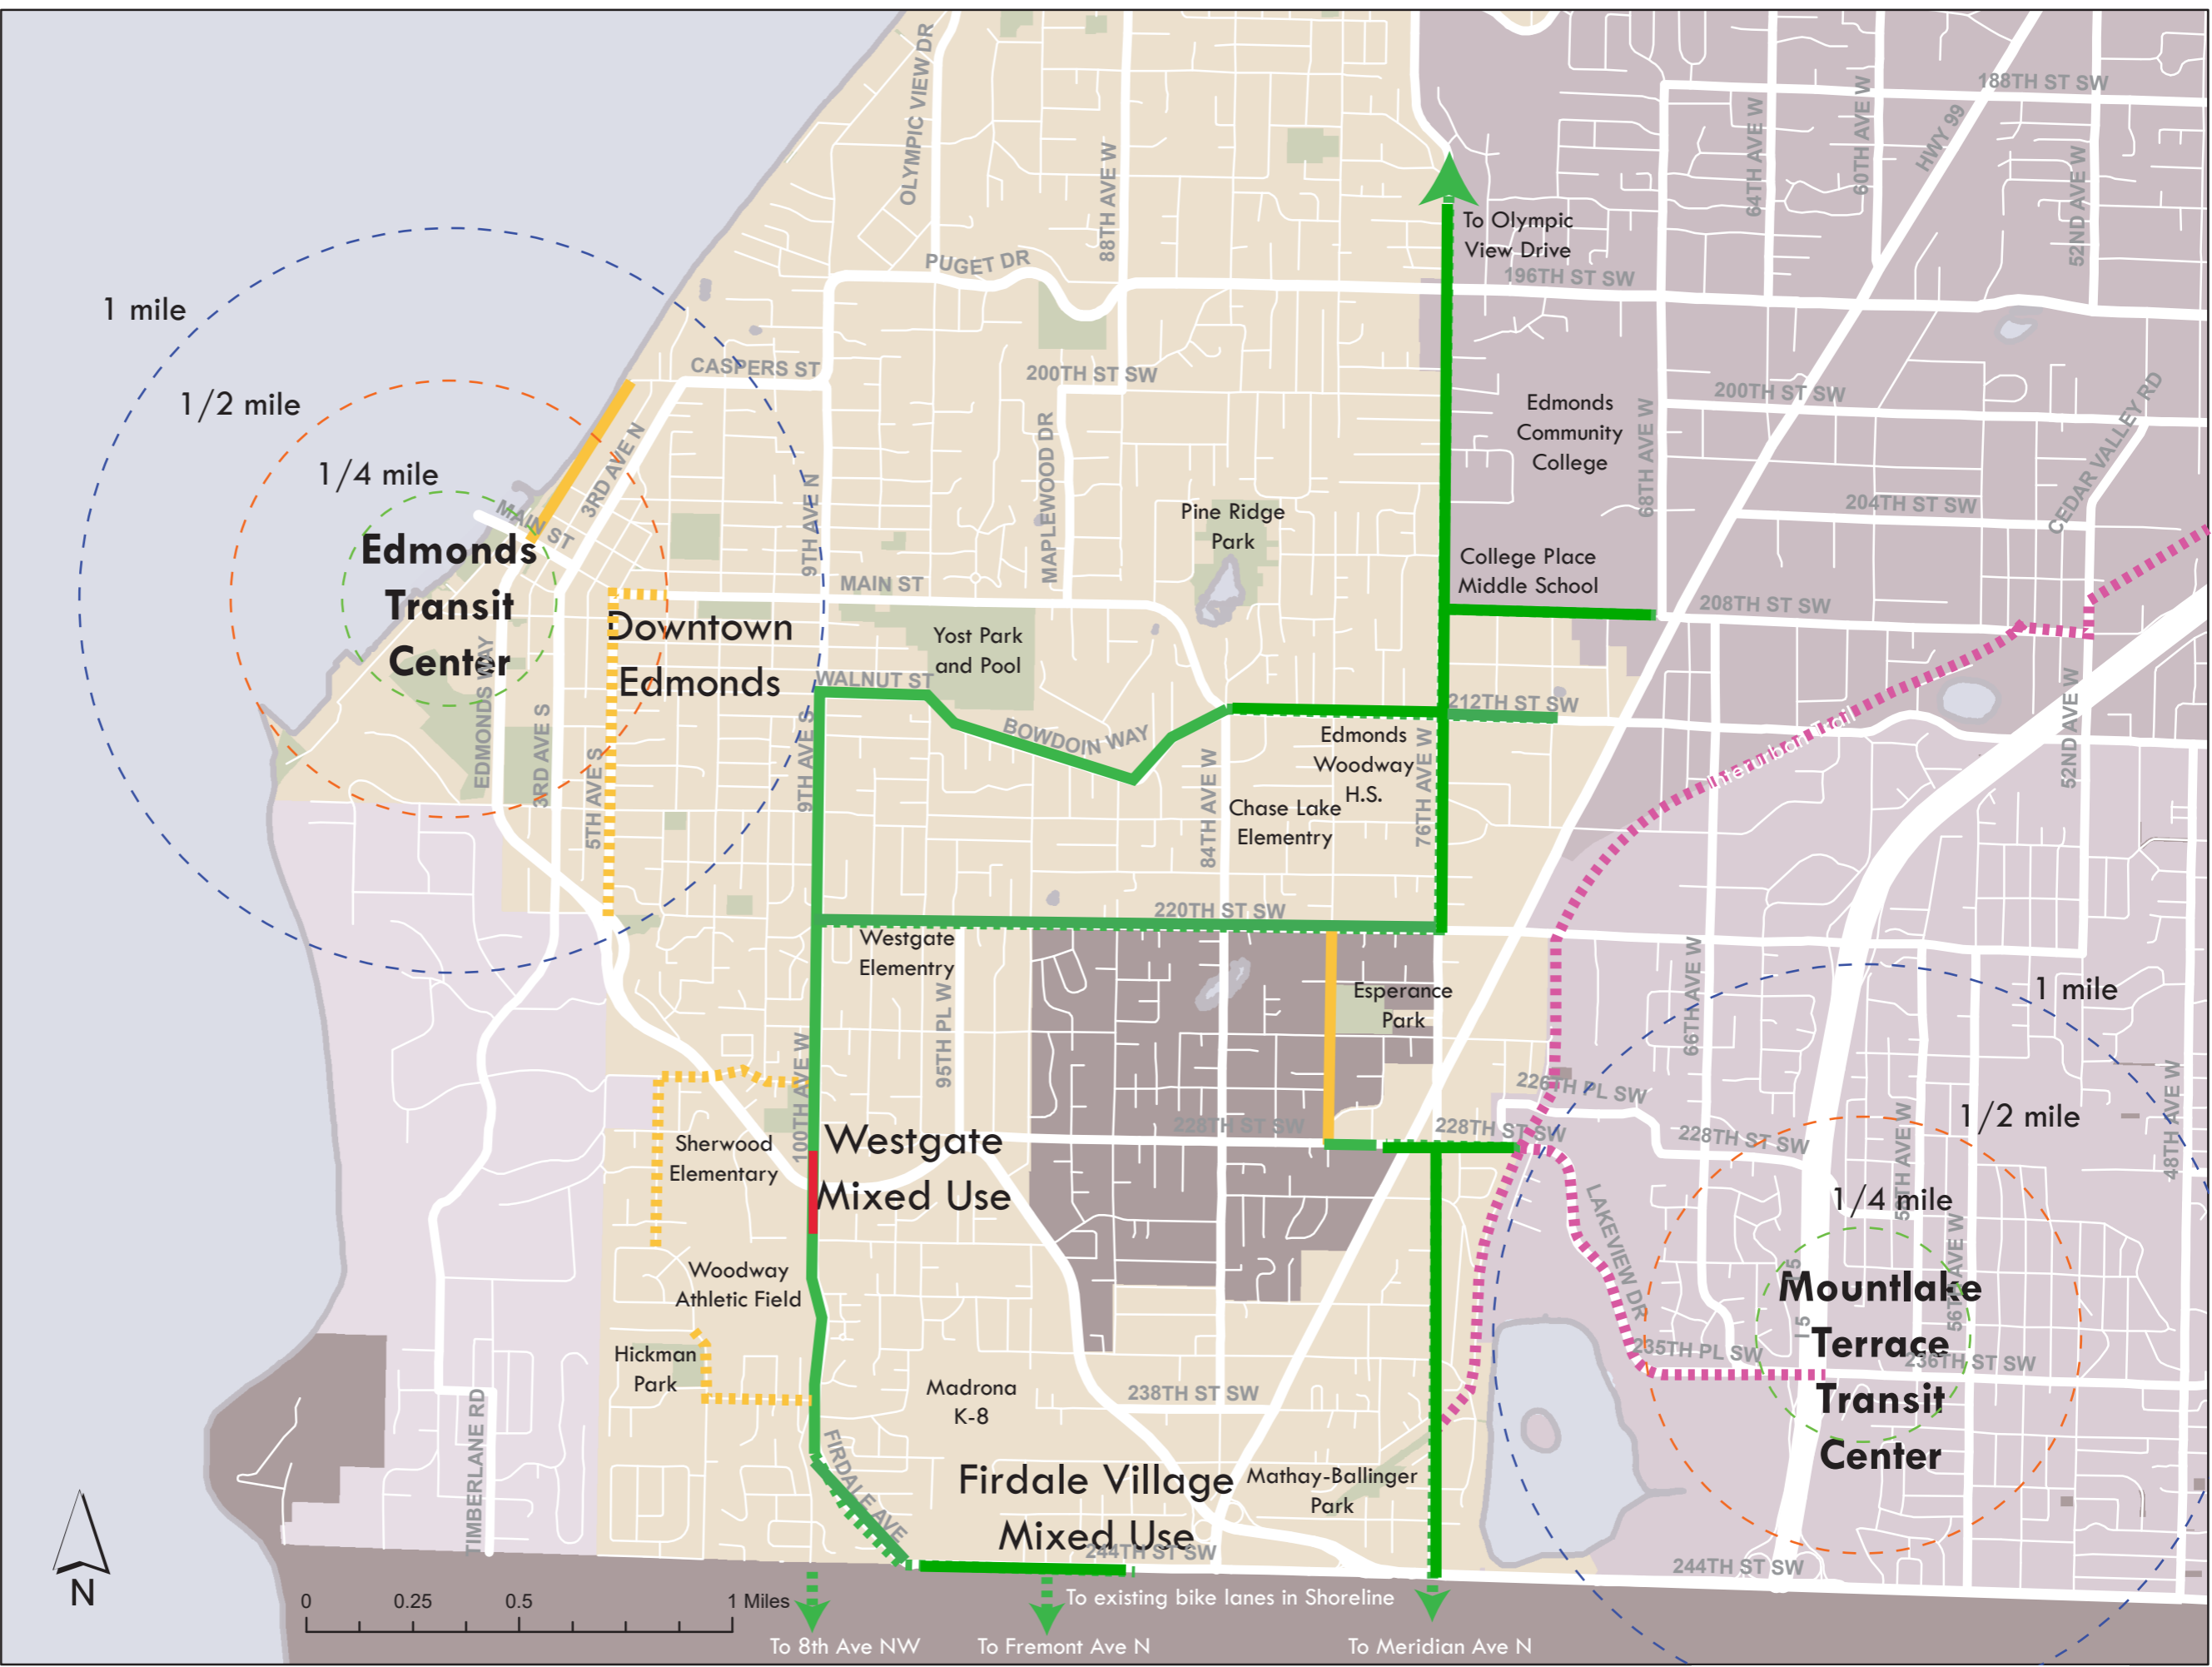 OLYMPIC VIEW DR
88TH AVE W
188TH ST SW
64TH AVE W
60TH AVE W
HWY 99
52ND AVE W
To Olympic
View Drive
PUGET DR
196TH ST SW
1 mile
1/2 mile
1/4 mile
CASPERS ST
200TH ST SW
200TH ST SW
Edmonds
Community
College
68TH AVE W
CEDAR VALLEY RD
3RD AVE N
9TH AVE N
MAPLEWOOD DR
Pine Ridge
Park
204TH ST SW
MAIN ST
Edmonds
Transit
Center
College Place
Middle School
MAIN ST
208TH ST SW
Downtown
Edmonds
Yost Park
and Pool
WALNUT ST
212TH ST SW
BOWDOIN WAY
EDMONDS WAY
3RD AVE S
5TH AVE S
9TH AVE S
84TH AVE W
Edmonds
Woodway
H.S.
76TH AVE W
Chase Lake
Elementry
Interurban Trail
52ND AVE W
220TH ST SW
Westgate
Elementry
95TH PL W
Esperance
Park
66TH AVE W
1 mile
100TH AVE W
226TH PL SW
48TH AVE W
1/2 mile
Sherwood
Elementary
Westgate
Mixed Use
228TH ST SW
228TH ST SW
228TH ST SW
1/4 mile
LAKEVIEW DR
56TH AVE W
Woodway
Athletic Field
I 5
I 5
Mountlake
Terrace
Transit
Center
235TH PL SW
236TH ST SW
Hickman
Park
Madrona
K-8
238TH ST SW
TIMBERLANE RD
FIRDALE AVE
Firdale Village
Mixed Use
Mathay-Ballinger
Park
244TH ST SW
244TH ST SW
N
0 0.25 0.5 1 Miles
To existing bike lanes in Shoreline
To 8th Ave NW
To Fremont Ave N
To Meridian Ave N